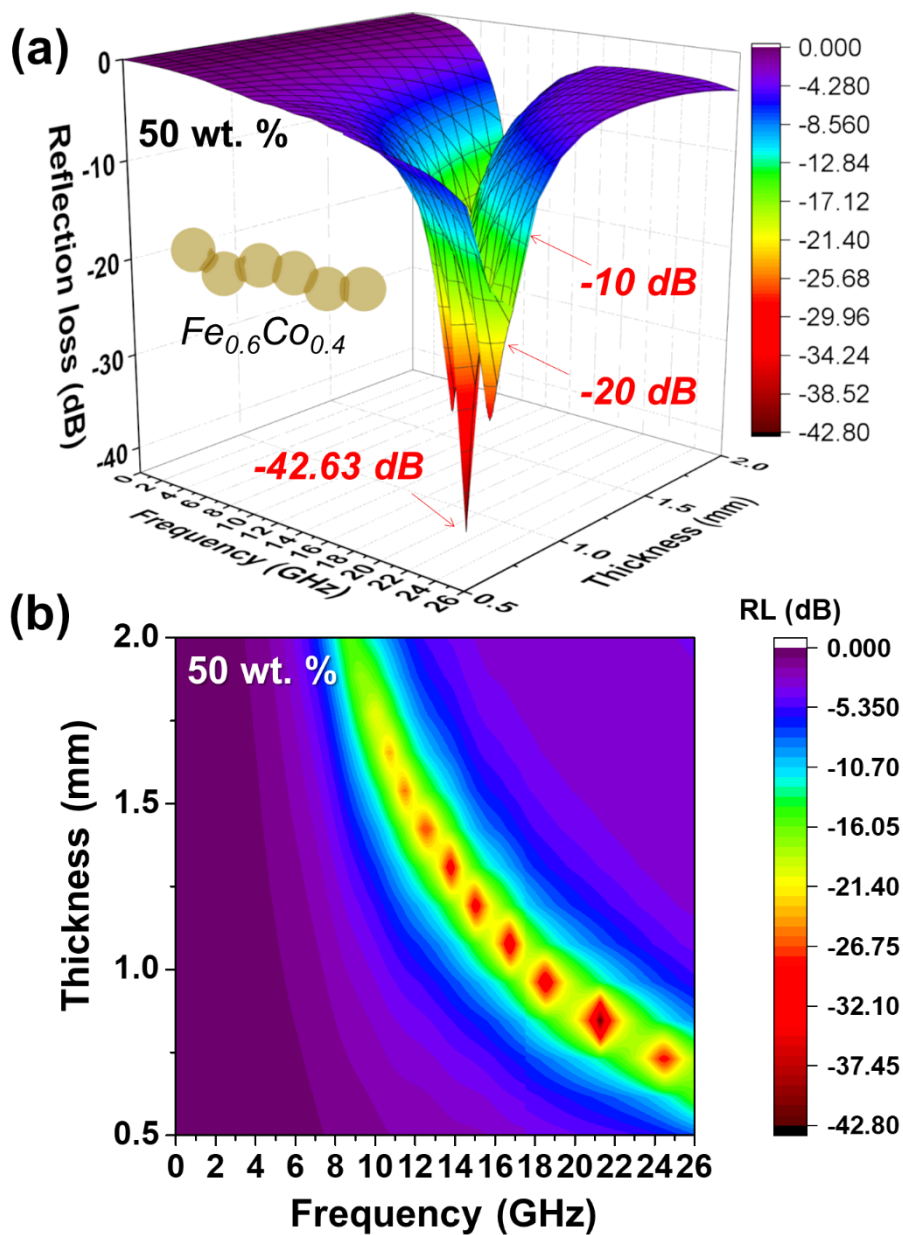 (a)
50 wt. %
Fe0.6Co0.4
-10 dB
-20 dB
-42.63 dB
Reflection loss (dB)
0
-10
-20
-30
-40
0 2 4 6 8 10 12 14 16 18 20 22 24 26
Frequency (GHz)
0.5 1.0 1.5 2.0
Thickness (mm)
0.000
-4.280
-8.560
-12.84
-17.12
-21.40
-25.68
-29.96
-34.24
-38.52
-42.80
(b)
50 wt. %
Thickness (mm)
2.0
1.5
1.0
0.5
0 2 4 6 8 10 12 14 16 18 20 22 24 26
Frequency (GHz)
RL (dB)
0.000
-5.350
-10.70
-16.05
-21.40
-26.75
-32.10
-37.45
-42.80